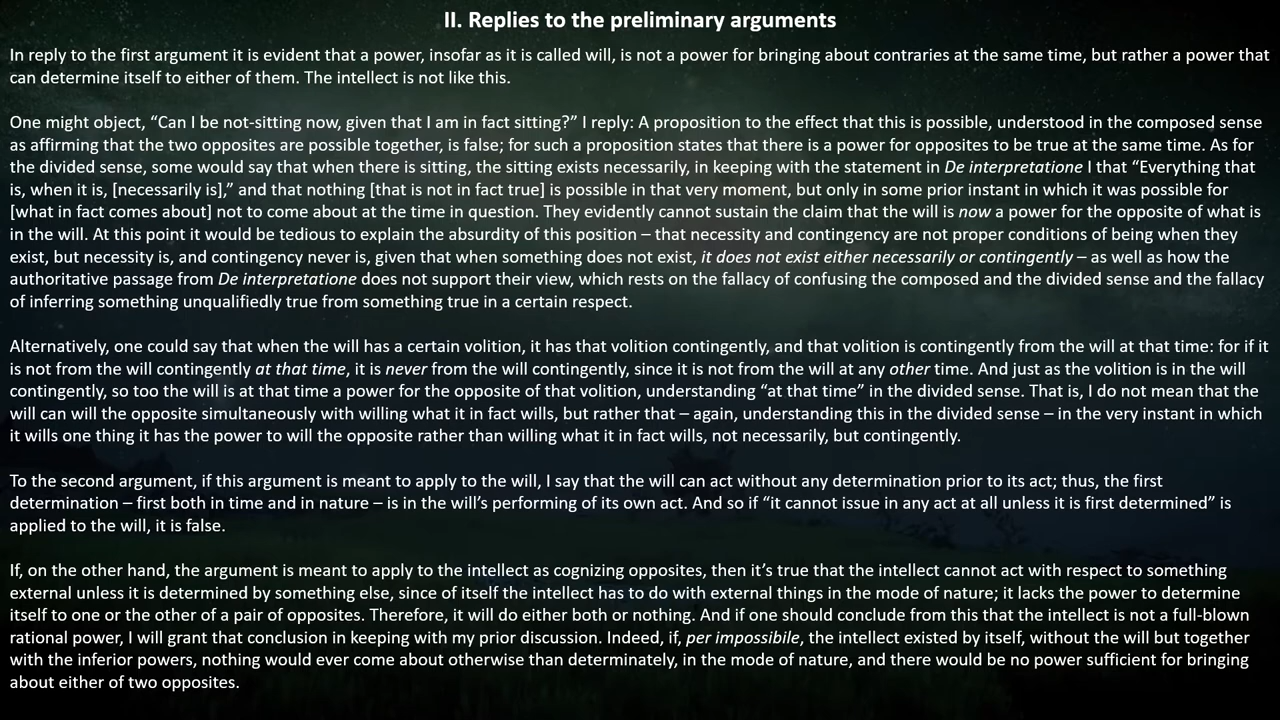 II. Replies to the preliminary arguments
In reply to the first argument it is evident that a power, insofar as it is called will, is not a power for bringing about contraries at the same time, but rather a power that
can determine itself to either of them. The intellect is not like this.
One might object, “Can I be not-sitting now, given that I am in fact sitting?” I reply: A proposition to the effect that this is possible, understood in the composed sense
as affirming that the two opposites are possible together, is false; for such a proposition states that there is a power for opposites to be true at the same time. As for
the divided sense, some would say that when there is sitting, the sitting exists necessarily, in keeping with the statement in De interpretatione I that “Everything that
is, when it is, [necessarily is],” and that nothing [that is not in fact true] is possible in that very moment, but only in some prior instant in which it was possible for
[what in fact comes about] not to come about at the time in question. They evidently cannot sustain the claim that the will is now a power for the opposite of what is
in the will. At this point it would be tedious to explain the absurdity of this position – that necessity and contingency are not proper conditions of being when they
exist, but necessity is, and contingency never is, given that when something does not exist, it does not exist either necessarily or contingently – as well as how the
authoritative passage from De interpretatione does not support their view, which rests on the fallacy of confusing the composed and the divided sense and the fallacy
of inferring something unqualifiedly true from something true in a certain respect.
Alternatively, one could say that when the will has a certain volition, it has that volition contingently, and that volition is contingently from the will at that time: for if it
is not from the will contingently at that time, it is never from the will contingently, since it is not from the will at any other time. And just as the volition is in the will
contingently, so too the will is at that time a power for the opposite of that volition, understanding “at that time” in the divided sense. That is, I do not mean that the
will can will the opposite simultaneously with willing what it in fact wills, but rather that – again, understanding this in the divided sense – in the very instant in which
it wills one thing it has the power to will the opposite rather than willing what it in fact wills, not necessarily, but contingently.
To the second argument, if this argument is meant to apply to the will, I say that the will can act without any determination prior to its act; thus, the first
determination – first both in time and in nature – is in the will’s performing of its own act. And so if “it cannot issue in any act at all unless it is first determined” is
applied to the will, it is false.
If, on the other hand, the argument is meant to apply to the intellect as cognizing opposites, then it’s true that the intellect cannot act with respect to something
external unless it is determined by something else, since of itself the intellect has to do with external things in the mode of nature; it lacks the power to determine
itself to one or the other of a pair of opposites. Therefore, it will do either both or nothing. And if one should conclude from this that the intellect is not a full-blown
rational power, I will grant that conclusion in keeping with my prior discussion. Indeed, if, per impossibile, the intellect existed by itself, without the will but together
with the inferior powers, nothing would ever come about otherwise than determinately, in the mode of nature, and there would be no power sufficient for bringing
about either of two opposites.